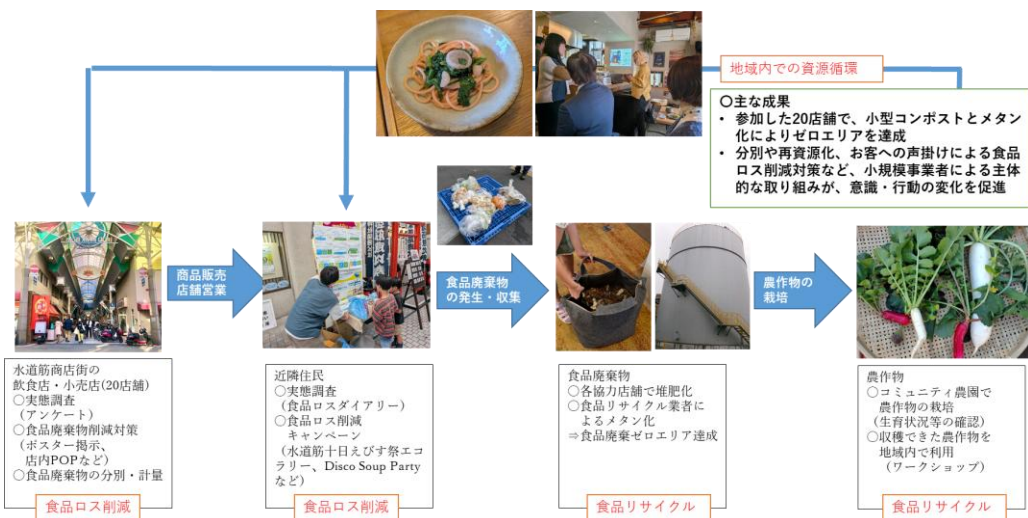 地域内での資源循環
〇主な成果
・ 参加した20店舗で、小型コンポストとメタン
化によりゼロエリアを達成
・ 分別や再資源化、お客への声掛けによる食品
ロス削減対策など、小規模事業者による主体
的な取り組みが、意識・行動の変化を促進
商品販売
店舗営業
食品廃棄物
の発生・収集
農作物の
栽培
水道筋商店街の
飲食店・小売店(20店舗)
〇実態調査
(アンケート)
〇食品廃棄物削減対策
(ポスター掲示、
店内POPなど)
〇食品廃棄物の分別・計量
食品ロス削減
近隣住民
〇実態調査
(食品ロスダイアリー)
〇食品ロス削減
キャンペーン
(水道筋十日えびす祭エコ
ラリー、Disco Soup Party
など)
食品ロス削減
食品廃棄物
〇各協力店舗で堆肥化
〇食品リサイクル業者に
よるメタン化
⇒食品廃棄ゼロエリア達成
食品リサイクル
農作物
〇コミュニティ農園で
農作物の栽培
(生育状況等の確認)
〇収穫できた農作物を
地域内で利用
(ワークショップ)
食品リサイクル